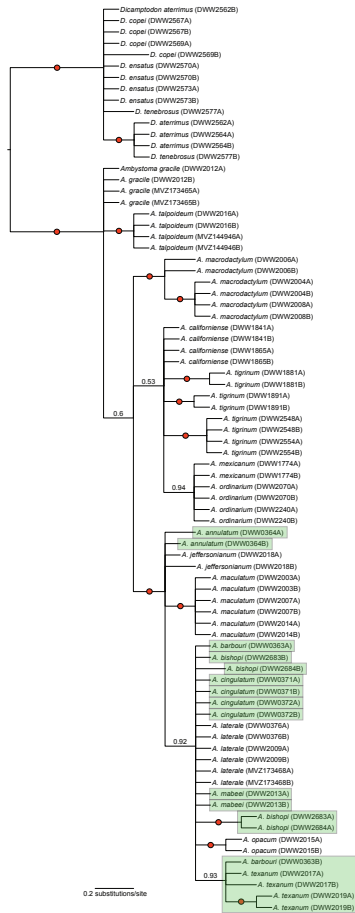 Dicamptodon aterrimus (DWW2562B)
D. copei (DWW2567A)
D. copei (DWW2567B)
D. copei (DWW2569A)
D. copei (DWW2569B)
D. ensatus (DWW2570A)
D. ensatus (DWW2570B)
D. ensatus (DWW2573A)
D. ensatus (DWW2573B)
D. tenebrosus (DWW2577A)
D. aterrimus (DWW2562A)
D. aterrimus (DWW2564A)
D. aterrimus (DWW2564B)
D. tenebrosus (DWW2577B)
Ambystoma gracile (DWW2012A)
A. gracile (DWW2012B)
A. gracile (MVZ173465A)
A. gracile (MVZ173465B)
A. talpoideum (DWW2016A)
A. talpoideum (DWW2016B)
A. talpoideum (MVZ144946A)
A. talpoideum (MVZ144946B)
A. macrodactylum (DWW2006A)
A. macrodactylum (DWW2006B)
A. macrodactylum (DWW2004A)
A. macrodactylum (DWW2004B)
A. macrodactylum (DWW2008A)
A. macrodactylum (DWW2008B)
A. californiense (DWW1841A)
A. californiense (DWW1841B)
A. californiense (DWW1865A)
A. californiense (DWW1865B)
A. tigrinum (DWW1881A)
0.53
A. tigrinum (DWW1881B)
A. tigrinum (DWW1891A)
A. tigrinum (DWW1891B)
0.6
A. tigrinum (DWW2548A)
A. tigrinum (DWW2548B)
A. tigrinum (DWW2554A)
A. tigrinum (DWW2554B)
A. mexicanum (DWW1774A)
A. mexicanum (DWW1774B)
0.94
A. ordinarium (DWW2070A)
A. ordinarium (DWW2070B)
A. ordinarium (DWW2240A)
A. ordinarium (DWW2240B)
A. annulatum (DWW0364A)
A. annulatum (DWW0364B)
A. jeffersonianum (DWW2018A)
A. jeffersonianum (DWW2018B)
A. maculatum (DWW2003A)
A. maculatum (DWW2003B)
A. maculatum (DWW2007A)
A. maculatum (DWW2007B)
A. maculatum (DWW2014A)
A. maculatum (DWW2014B)
A. barbouri (DWW0363A)
A. bishopi (DWW2683B)
A. bishopi (DWW2684B)
A. cingulatum (DWW0371A)
A. cingulatum (DWW0371B)
A. cingulatum (DWW0372A)
A. cingulatum (DWW0372B)
A. laterale (DWW0376A)
A. laterale (DWW0376B)
0.92
A. laterale (DWW2009A)
A. laterale (DWW2009B)
A. laterale (MVZ173468A)
A. laterale (MVZ173468B)
A. mabeei (DWW2013A)
A. mabeei (DWW2013B)
A. bishopi (DWW2683A)
A. bishopi (DWW2684A)
A. opacum (DWW2015A)
A. opacum (DWW2015B)
A. barbouri (DWW0363B)
A. texanum (DWW2017A)
0.93
A. texanum (DWW2017B)
A. texanum (DWW2019A)
A. texanum (DWW2019B)
0.2 substitutions/site